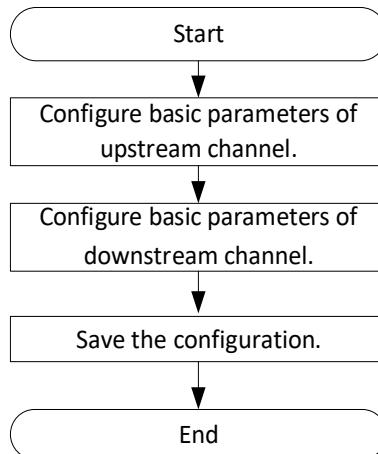 Start
Configure basic parameters of
upstream channel.
Configure basic parameters of
downstream channel.
Save the configuration.
End